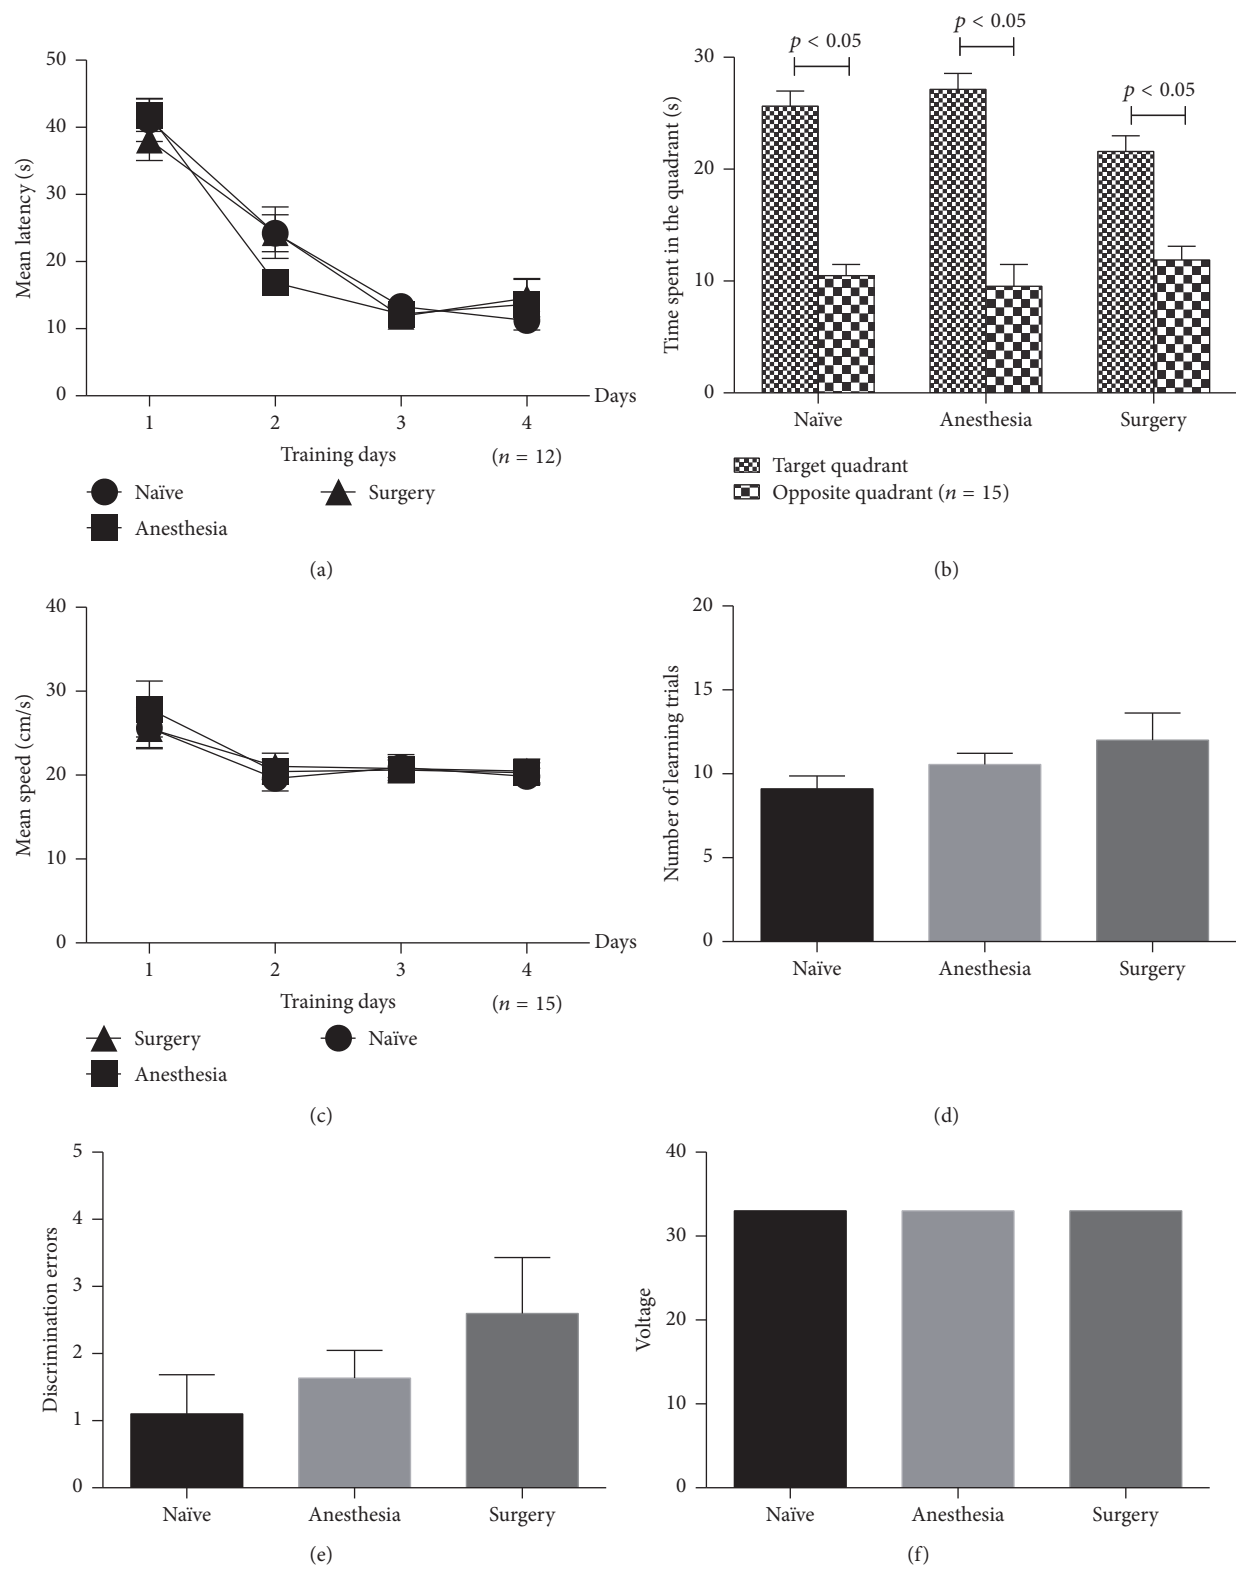 50
40
30
20
10
0
Mean latency (s)
1 2 3 4 Days
Training days (n = 12)
Naïve Surgery
Anesthesia
(a)
p < 0.05 p < 0.05 p < 0.05
30
20
10
0
Time spent in the quadrant (s)
Naïve Anesthesia Surgery
Target quadrant
Opposite quadrant (n = 15)
(b)
40
30
20
10
0
Mean speed (cm/s)
1 2 3 4 Days
Training days (n = 15)
Surgery Naïve
Anesthesia
(c)
20
15
10
5
0
Number of learning trials
Naïve Anesthesia Surgery
(d)
5
4
3
2
1
0
Discrimination errors
Naïve Anesthesia Surgery
(e)
40
30
20
10
0
Voltage
Naïve Anesthesia Surgery
(f)